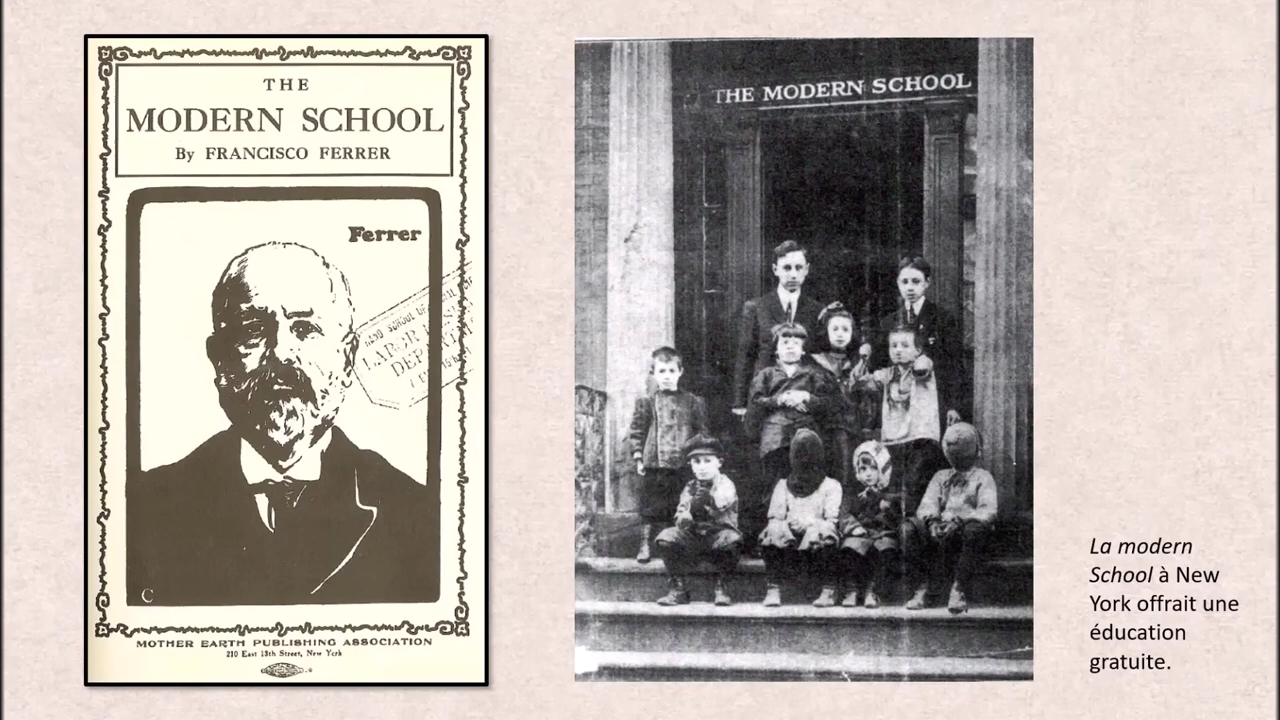 THE
MODERN SCHOOL
By FRANCISCO FERRER
Ferrer
LABOR
C
MOTHER EARTH PUBLISHING ASSOCIATION
210 East 13th Street, New York
THE MODERN SCHOOL
La modern
School à New
York offrait une
éducation
gratuite.